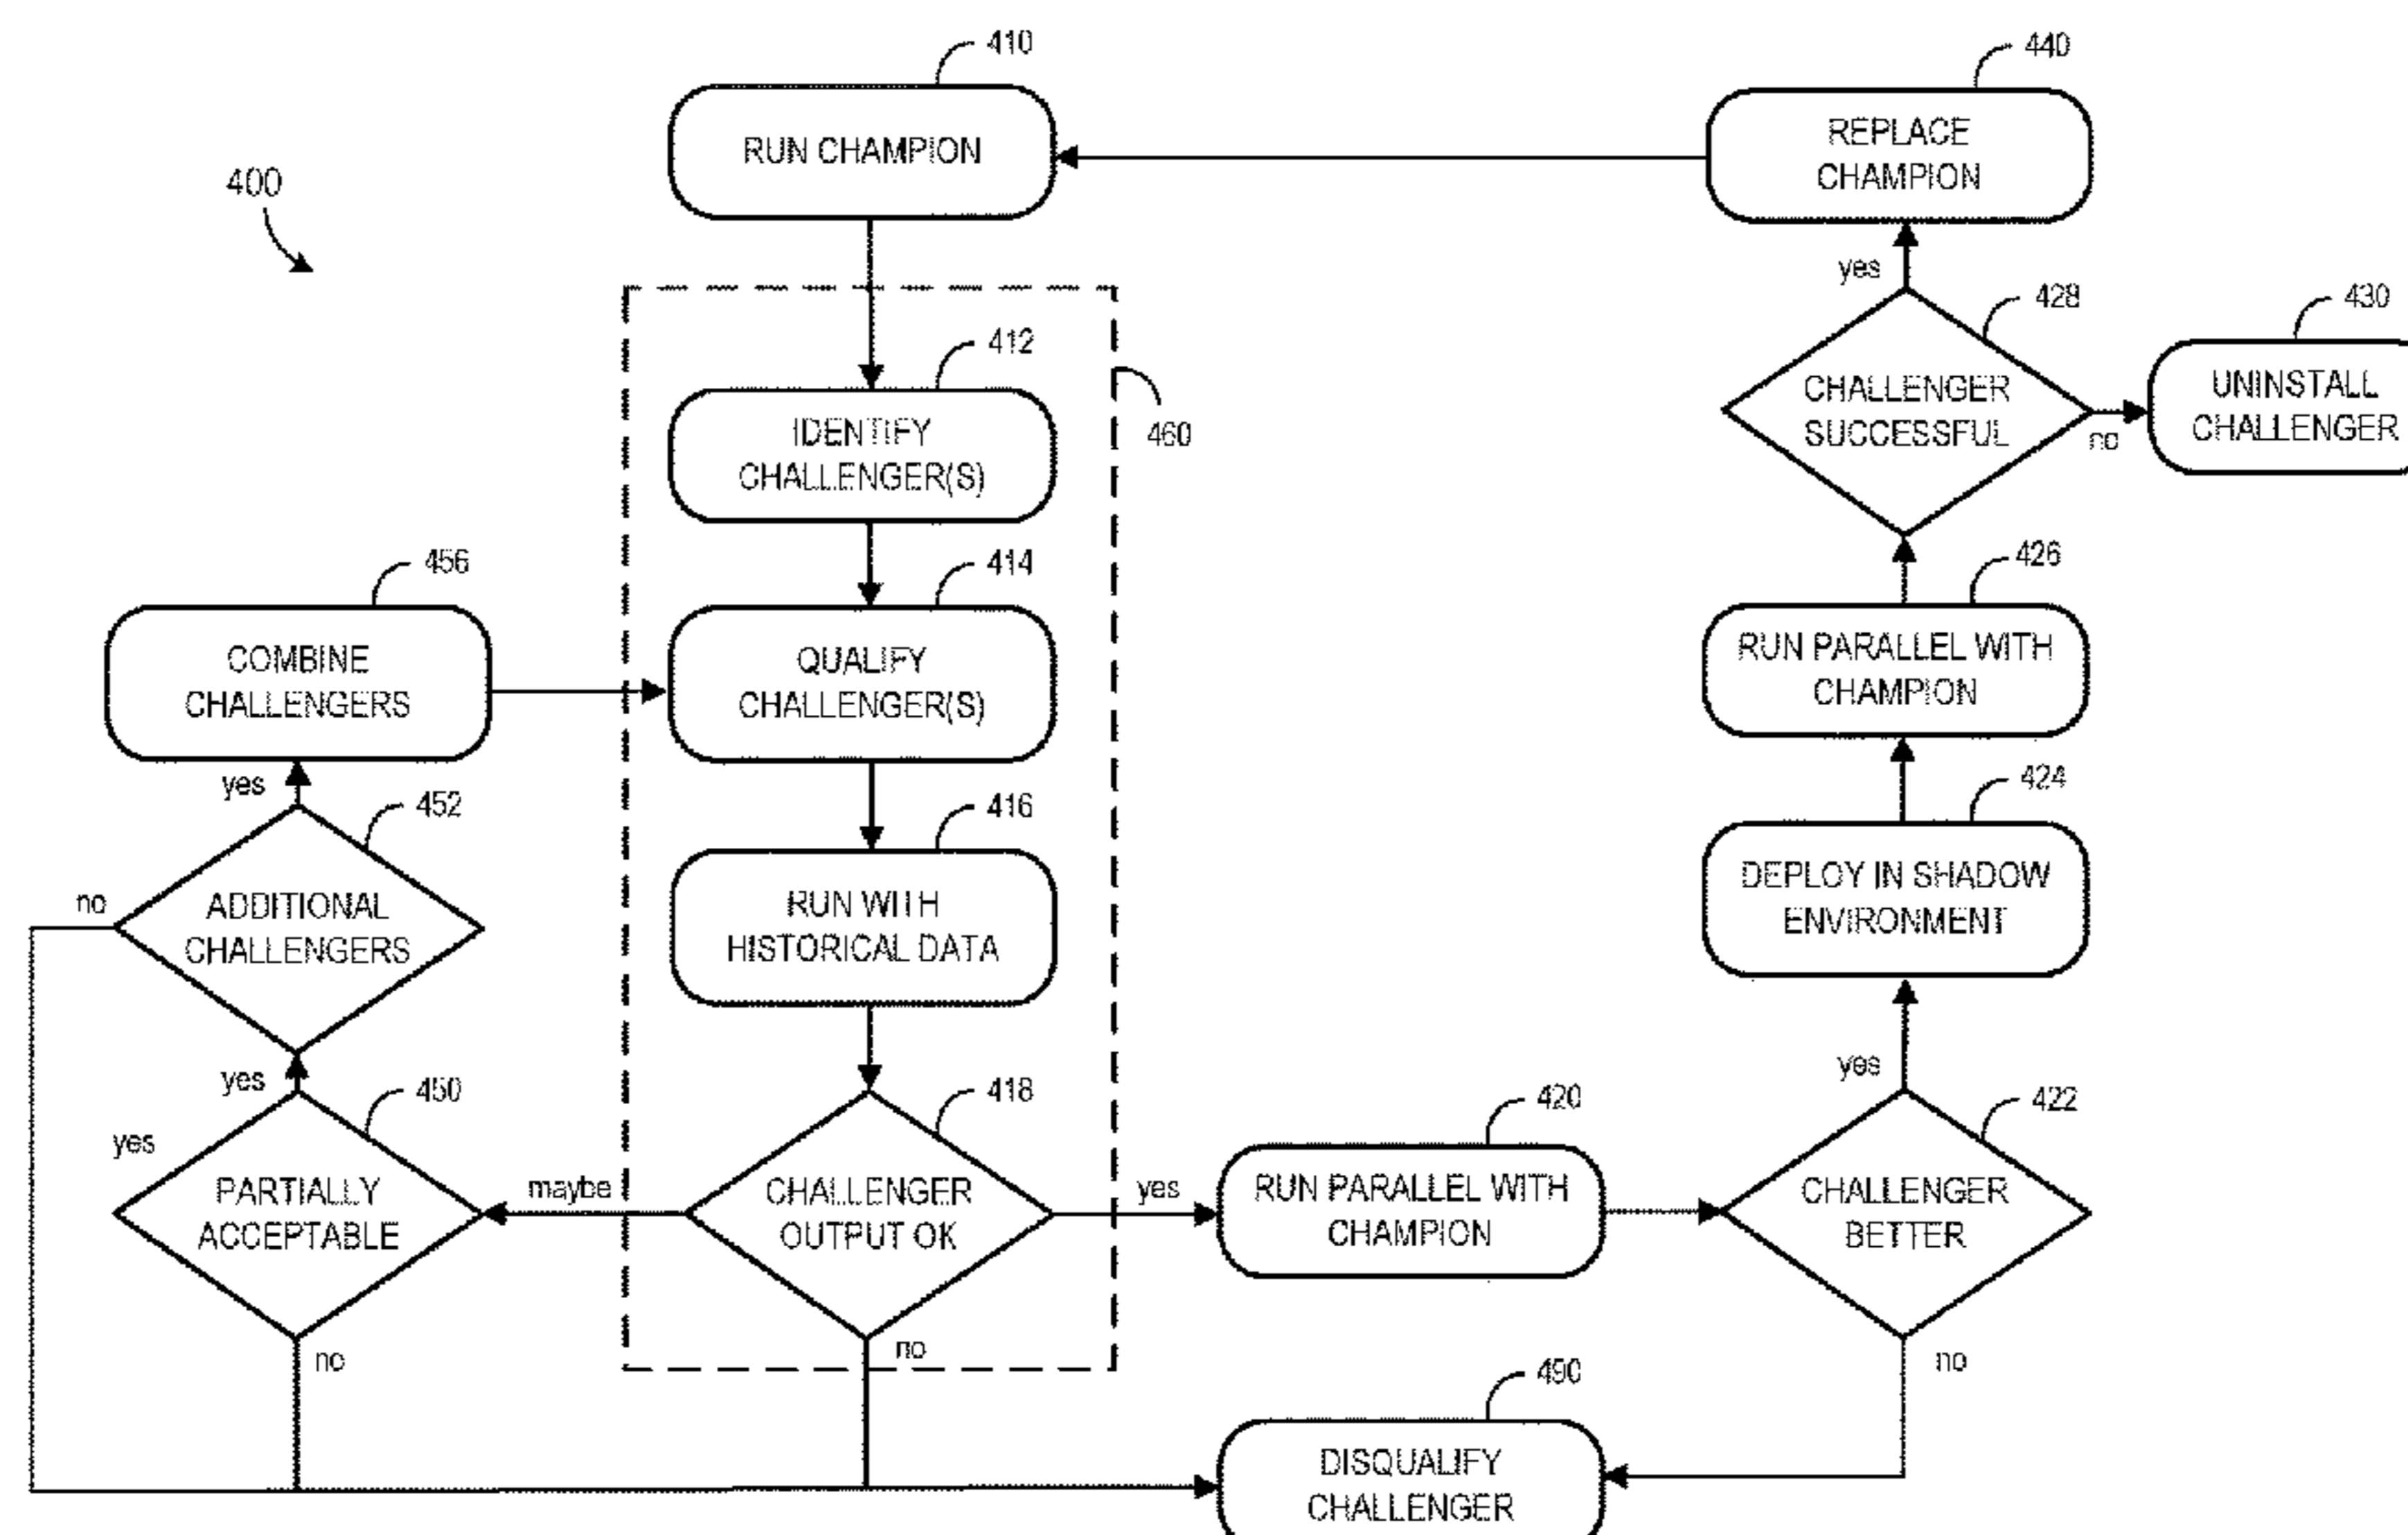 410
RUN CHAMPION
440
REPLACE
CHAMPION
400
yes
428
CHALLENGER
SUCCESSFUL
no
430
UNINSTALL
CHALLENGER
412
IDENTIFY
CHALLENGER(S)
460
456
COMBINE
CHALLENGERS
414
QUALIFY
CHALLENGER(S)
426
RUN PARALLEL WITH
CHAMPION
yes
452
ADDITIONAL
CHALLENGERS
no
416
RUN WITH
HISTORICAL DATA
424
DEPLOY IN SHADOW
ENVIRONMENT
yes
450
yes
PARTIALLY
ACCEPTABLE
no
maybe
418
CHALLENGER
OUTPUT OK
no
yes
420
RUN PARALLEL WITH
CHAMPION
yes
422
CHALLENGER
BETTER
no
490
DISQUALIFY
CHALLENGER